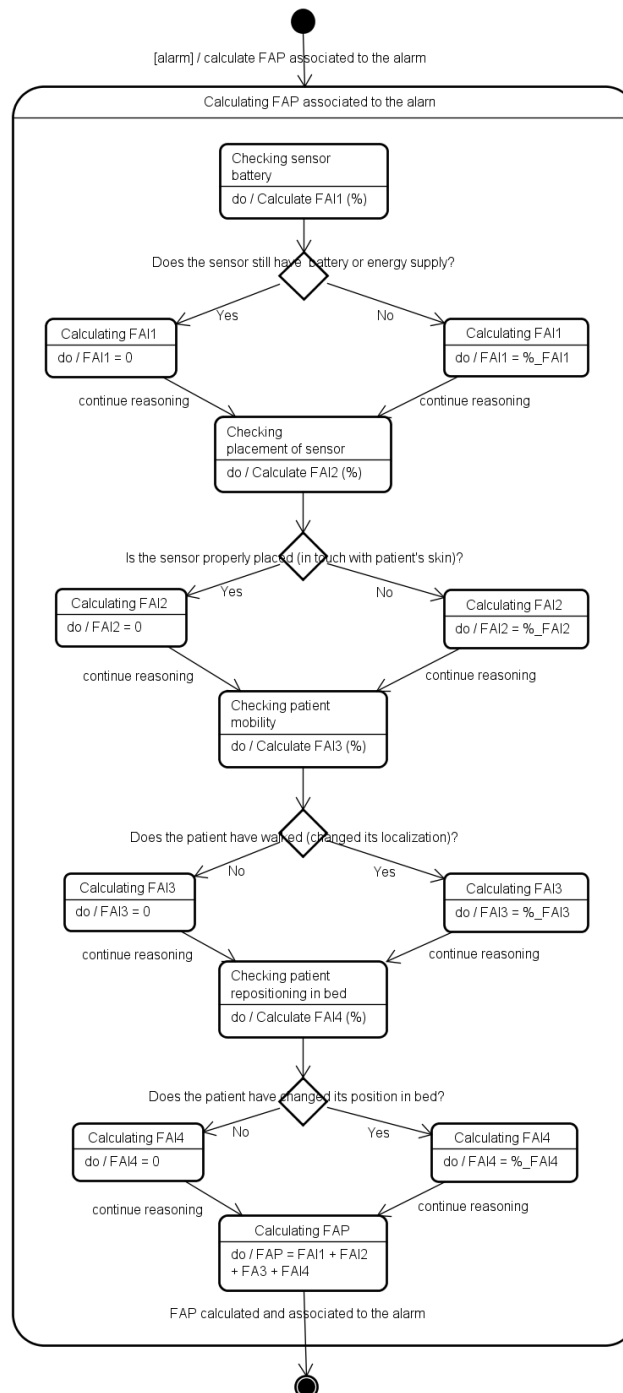 [alarm] / calculate FAP associated to the alarm
Calculating FAP associated to the alarn
Checking sensor
battery
do / Calculate FAI1 (%)
Does the sensor still have battery or energy supply?
Yes
No
Calculating FAI1
do / FAI1 = 0
Calculating FAI1
do / FAI1 = %_FAI1
continue reasoning
continue reasoning
Checking
placement of sensor
do / Calculate FAI2 (%)
Is the sensor properly placed (in touch with patient's skin)?
Yes
No
Calculating FAI2
do / FAI2 = 0
Calculating FAI2
do / FAI2 = %_FAI2
continue reasoning
continue reasoning
Checking patient
mobility
do / Calculate FAI3 (%)
Does the patient have walked (changed its localization)?
No
Yes
Calculating FAI3
do / FAI3 = 0
Calculating FAI3
do / FAI3 = %_FAI3
continue reasoning
continue reasoning
Checking patient
repositioning in bed
do / Calculate FAI4 (%)
Does the patient have changed its position in bed?
No
Yes
Calculating FAI4
do / FAI4 = 0
Calculating FAI4
do / FAI4 = %_FAI4
continue reasoning
continue reasoning
Calculating FAP
do / FAP = FAI1 + FAI2
+ FA3 + FAI4
FAP calculated and associated to the alarm